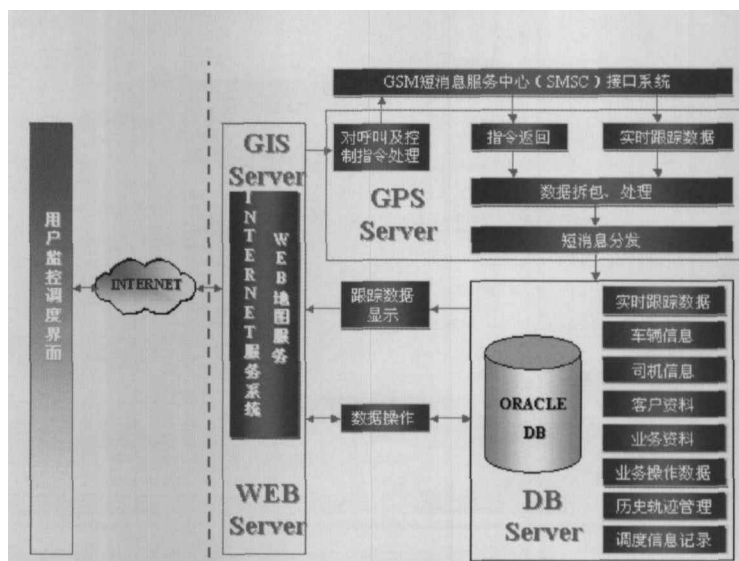 GSM短消息服务中心(SMSC)接口系统
GIS
Server
对呼叫及控
制指令处理
指令返回
实时跟踪数据
GPS
Server
数据拆包、处理
短消息分发
用户监控调度界面
INTERNET
INTERNET服务系统
WEB地图服务
跟踪数据
显示
数据操作
WEB
Server
ORACLE
DB
DB
Server
实时跟踪数据
车辆信息
司机信息
客户资料
业务资料
业务操作数据
历史轨迹管理
调度信息记录